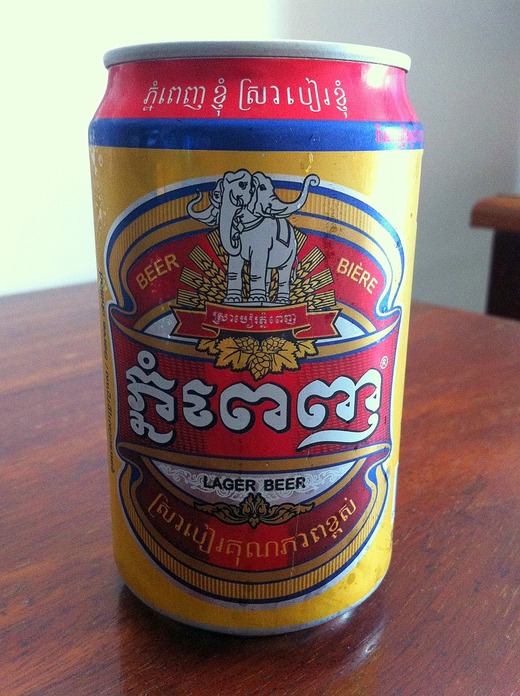 ភ្នំពេញ ខ្ញុំ ស្រាបៀរ ខ្ញុំ
BEER
BIÈRE
ស្រាបៀរភ្នំពេញ
ភ្នំពេញ®
LAGER BEER
ស្រាបៀរគុណភាពខ្ពស់